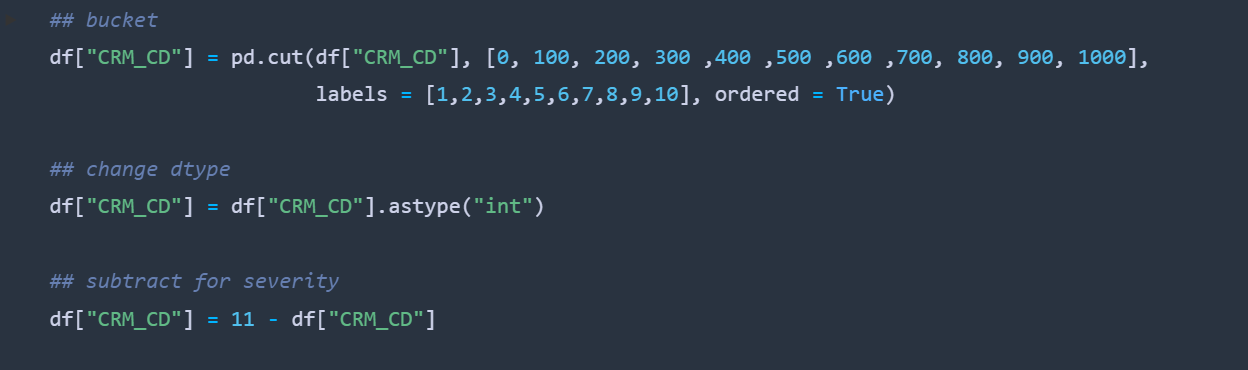 ## bucket
df["CRM_CD"] = pd.cut(df["CRM_CD"], [0, 100, 200, 300 ,400 ,500 ,600 ,700, 800, 900, 1000],
labels = [1,2,3,4,5,6,7,8,9,10], ordered = True)
## change dtype
df["CRM_CD"] = df["CRM_CD"].astype("int")
## subtract for severity
df["CRM_CD"] = 11 - df["CRM_CD"]